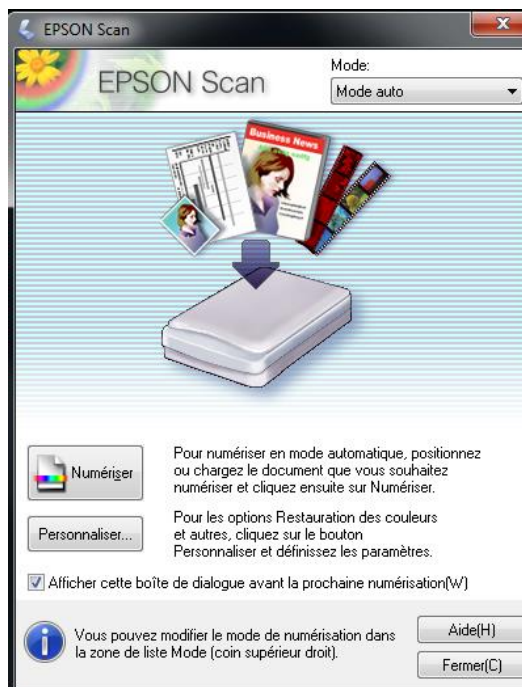 EPSON Scan
EPSON Scan
Mode:
Mode auto
Business News
Numériser
Pour numériser en mode automatique, positionnez
ou chargez le document que vous souhaitez
numériser et cliquez ensuite sur Numériser.
Personnaliser...
Pour les options Restauration des couleurs
et autres, cliquez sur le bouton
Personnaliser et définissez les paramètres.
Afficher cette boîte de dialogue avant la prochaine numérisation(W)
Vous pouvez modifier le mode de numérisation dans
la zone de liste Mode (coin supérieur droit).
Aide(H)
Fermer(C)